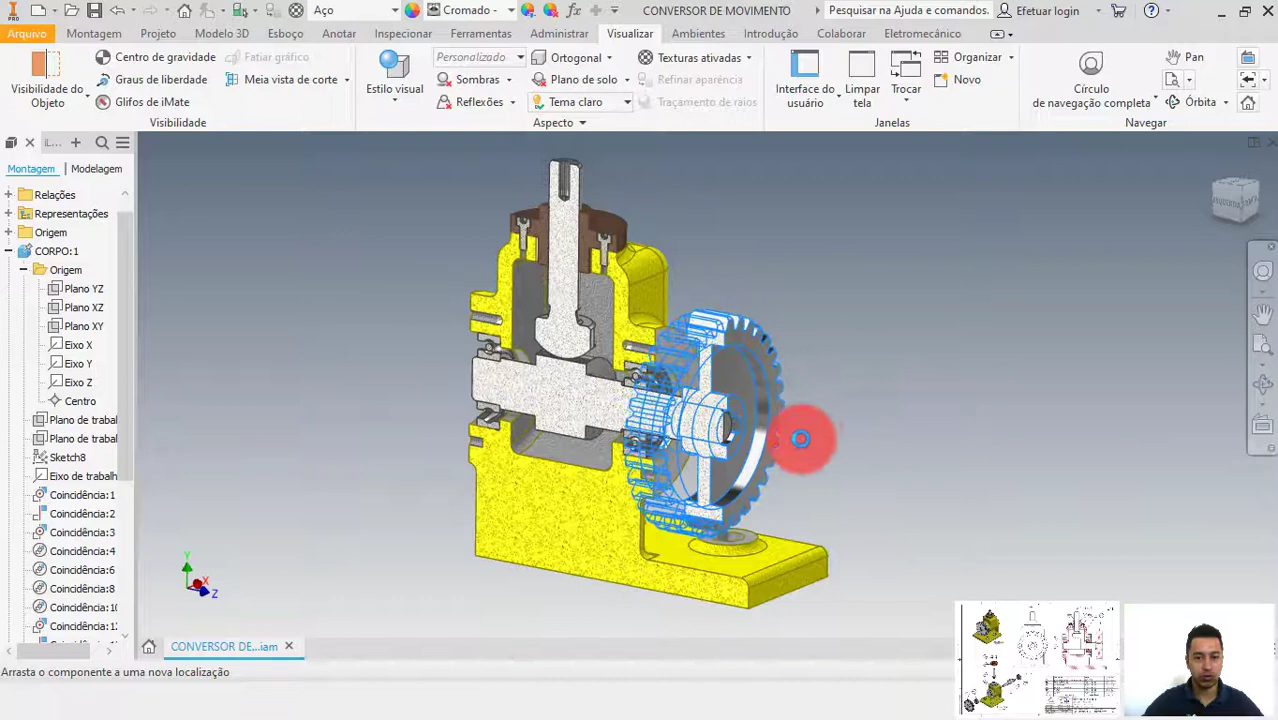 PRO
Aço
Cromado -
CONVERSOR DE MOVIMENTO
Pesquisar na Ajuda e comandos.
Efetuar login
Arquivo
Montagem
Projeto
Modelo 3D
Esboço
Anotar
Inspecionar
Ferramentas
Administrar
Visualizar
Ambientes
Introdução
Colaborar
Eletromecânico
Visibilidade do
Objeto
Centro de gravidade
Graus de liberdade
Glifos de iMate
Fatiar gráfico
Meia vista de corte
Visibilidade
Estilo visual
Personalizado
Sombras
Reflexões
Ortogonal
Plano de solo
Tema claro
Texturas ativadas
Refinar aparência
Traçamento de raios
Aspecto
Interface do
usuário
Limpar
tela
Trocar
Organizar
Novo
Janelas
Círculo
de navegação completa
Pan
Órbita
Navegar
IL...
Montagem
Modelagem
Relações
Representações
Origem
CORPO:1
Origem
Plano YZ
Plano XZ
Plano XY
Eixo X
Eixo Y
Eixo Z
Centro
Plano de trabal
Plano de trabal
Sketch8
Eixo de trabalh
Coincidência:1
Coincidência:2
Coincidência:3
Coincidência:4
Coincidência:6
Coincidência:8
Coincidência:10
Coincidência:12
Y
X
Z
CONVERSOR DE,..iam
Arrasta o componente a uma nova localização